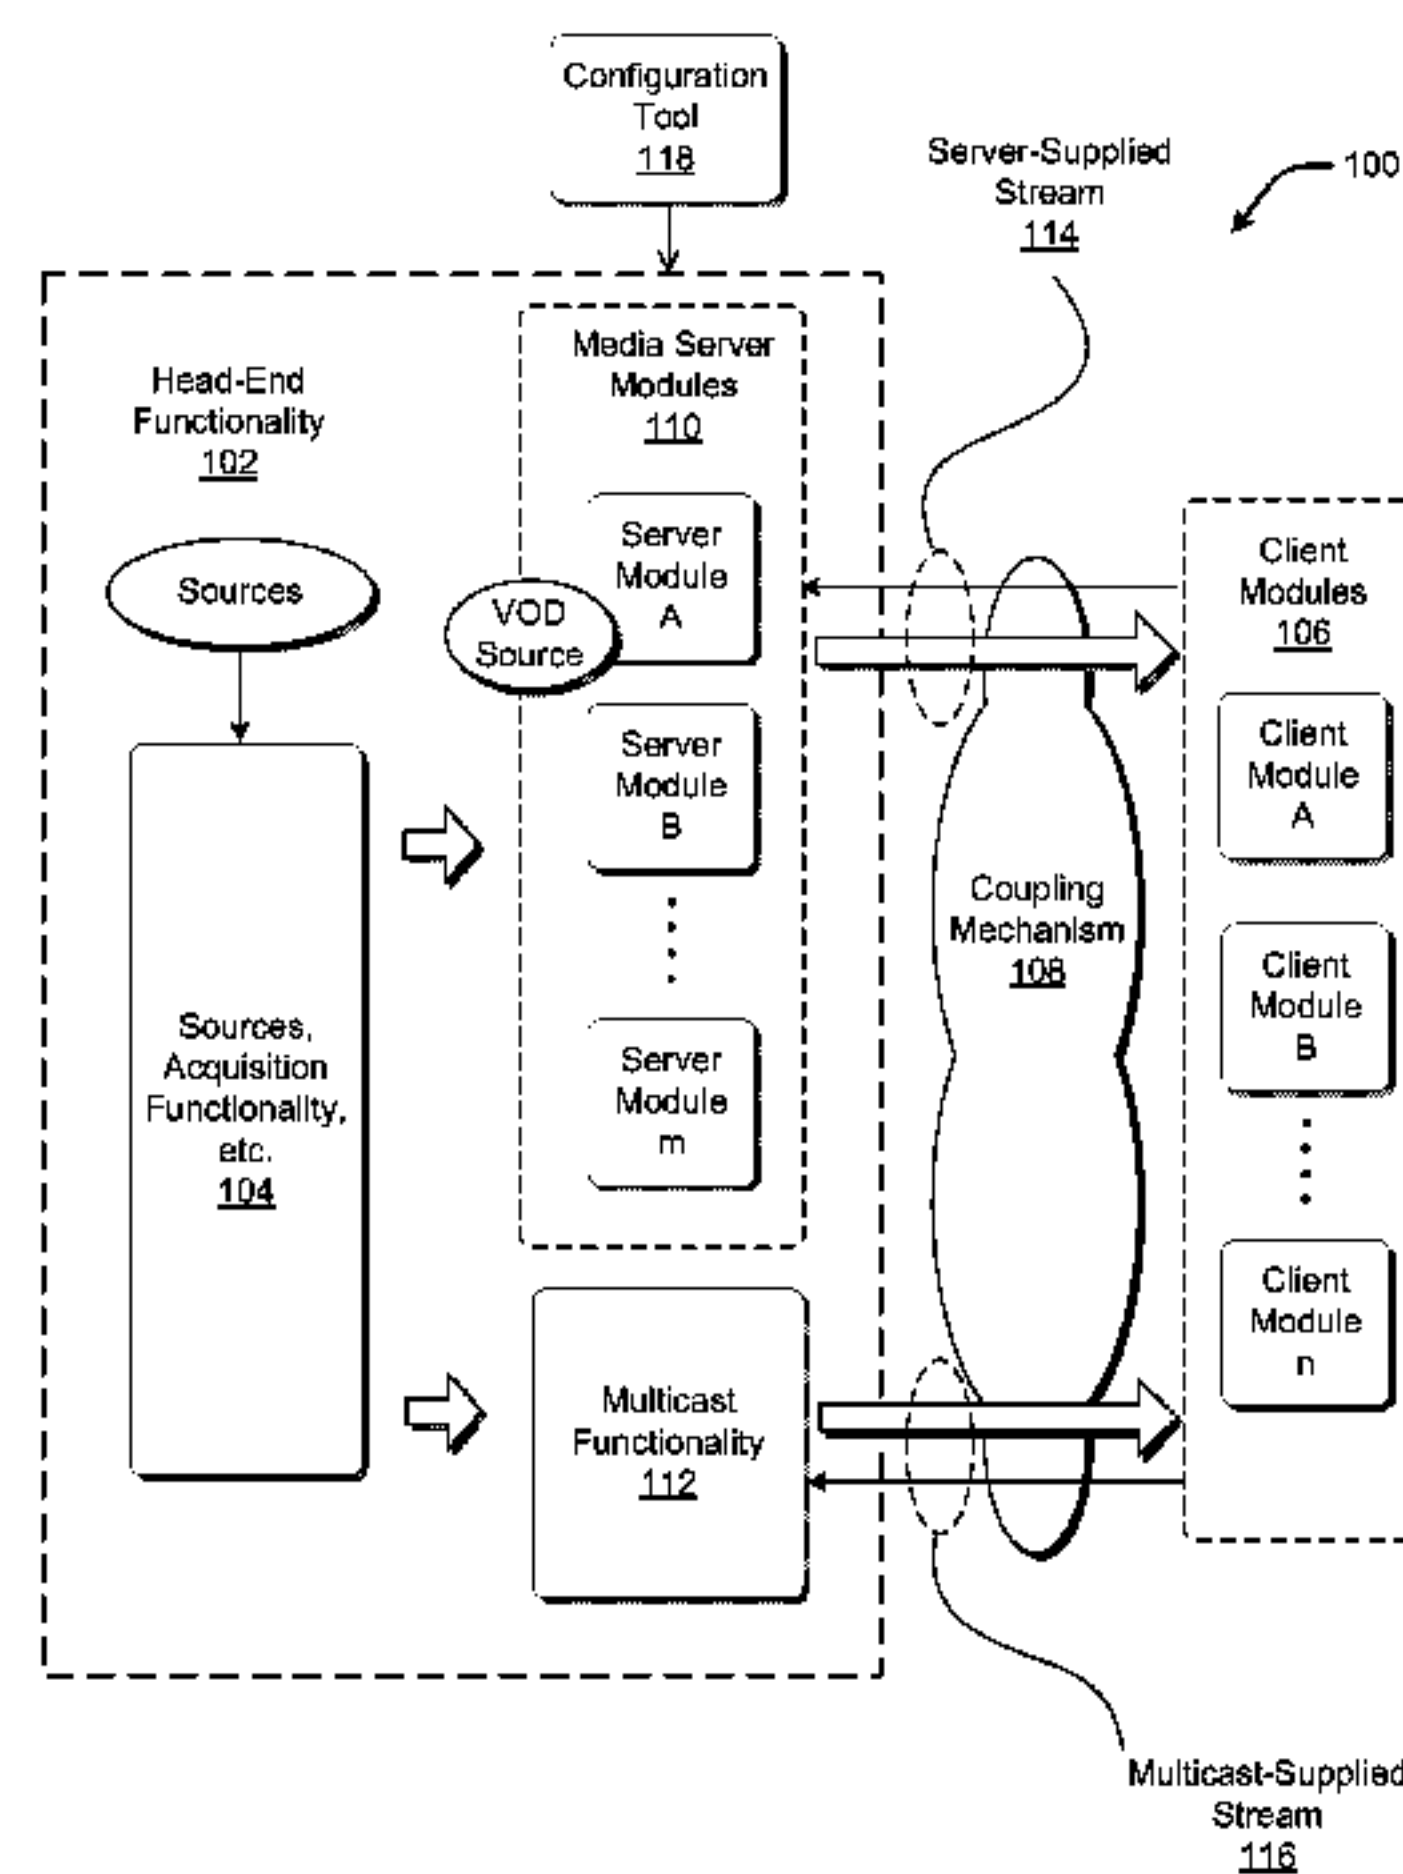 Configuration
Tool
118
Server-Supplied
Stream
114
100
Head-End
Functionality
102
Media Server
Modules
110
Sources
VOD
Source
Server
Module
A
Server
Module
B
Server
Module
m
Sources,
Acquisition
Functionality,
etc.
104
Multicast
Functionality
112
Coupling
Mechanism
108
Client
Modules
106
Client
Module
A
Client
Module
B
Client
Module
n
Multicast-Supplied
Stream
116